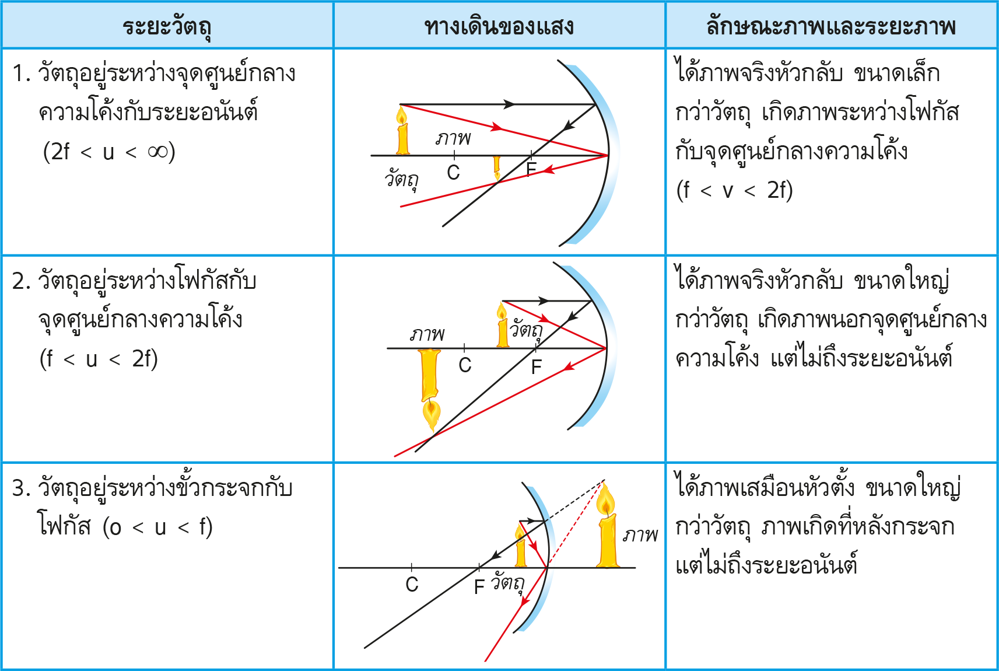 ระยะวัตถุ
ทางเดินของแสง
ลักษณะภาพและระยะภาพ
1. วัตถุอยู่ระหว่างจุดศูนย์กลาง
ความโค้งกับระยะอนันต์
(2f < u < ∞)
ภาพ
วัตถุ
C
F
ได้ภาพจริงหัวกลับ ขนาดเล็ก
กว่าวัตถุ เกิดภาพระหว่างโฟกัส
กับจุดศูนย์กลางความโค้ง
(f < v < 2f)
2. วัตถุอยู่ระหว่างโฟกัสกับ
จุดศูนย์กลางความโค้ง
(f < u < 2f)
ภาพ
วัตถุ
C
F
ได้ภาพจริงหัวกลับ ขนาดใหญ่
กว่าวัตถุ เกิดภาพนอกจุดศูนย์กลาง
ความโค้ง แต่ไม่ถึงระยะอนันต์
3. วัตถุอยู่ระหว่างขั้วกระจกกับ
โฟกัส (o < u < f)
ภาพ
C
F
วัตถุ
ได้ภาพเสมือนหัวตั้ง ขนาดใหญ่
กว่าวัตถุ ภาพเกิดที่หลังกระจก
แต่ไม่ถึงระยะอนันต์